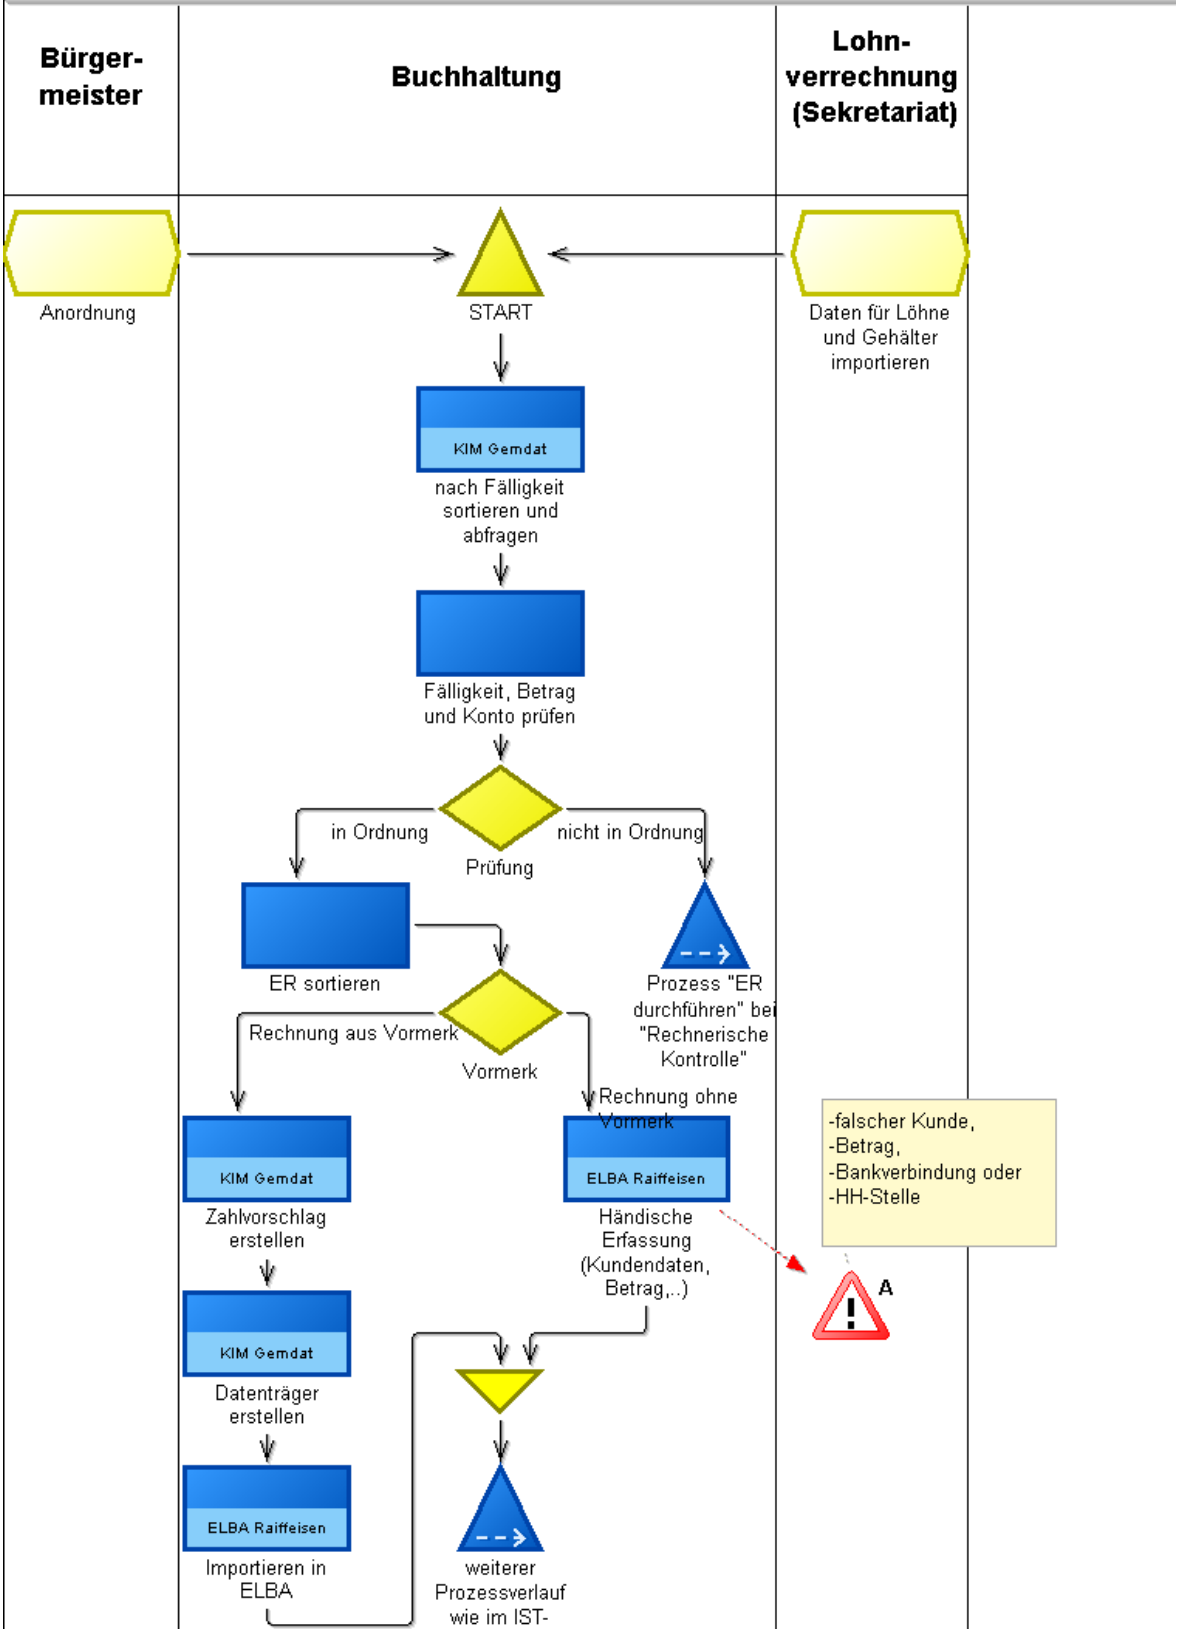 Bürger-
meister
Buchhaltung
Lohn-
verrechnung
(Sekretariat)
Anordnung
START
Daten für Löhne
und Gehälter
importieren
KIM Gemdat
nach Fälligkeit
sortieren und
abfragen
Fälligkeit, Betrag
und Konto prüfen
in Ordnung
nicht in Ordnung
Prüfung
ER sortieren
Prozess "ER
durchführen" bei
"Rechnerische
Kontrolle"
Rechnung aus Vormerk
Vormerk
Rechnung ohne
Vormerk
KIM Gemdat
Zahlvorschlag
erstellen
ELBA Raiffeisen
Händische
Erfassung
(Kundendaten,
Betrag,..)
-falscher Kunde,
-Betrag,
-Bankverbindung oder
-HH-Stelle
A
!
KIM Gemdat
Datenträger
erstellen
ELBA Raiffeisen
Importieren in
ELBA
weiterer
Prozessverlauf
wie im IST-